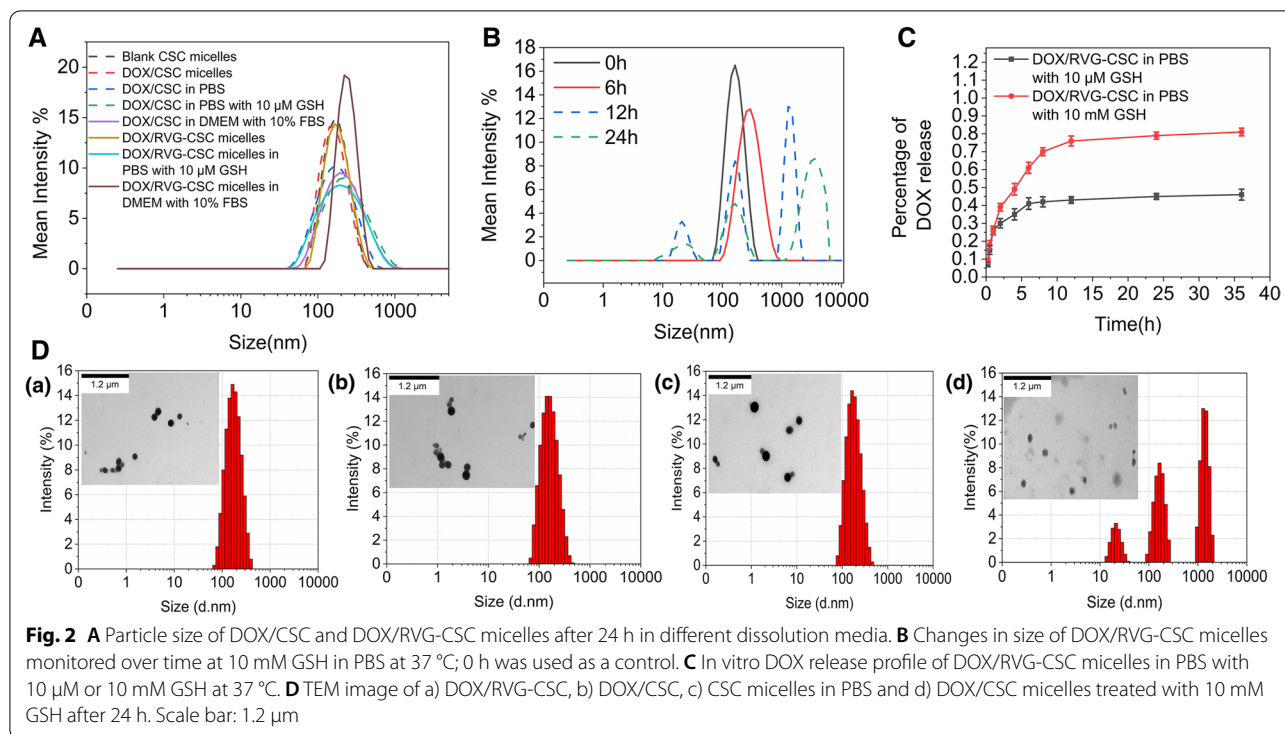 A
Mean Intensity %
20
15
10
5
0
Blank CSC micelles
DOX/CSC micelles
DOX/CSC in PBS
DOX/CSC in PBS with 10 µM GSH
DOX/CSC in DMEM with 10% FBS
DOX/RVG-CSC micelles
DOX/RVG-CSC micelles in
PBS with 10 µM GSH
DOX/RVG-CSC micelles in
DMEM with 10% FBS
0 1 10 100 1000
Size(nm)
B
Mean Intensity %
18
16
14
12
10
8
6
4
2
0
0h
6h
12h
24h
0 1 10 100 1000 10000
Size(nm)
C
Percentage of
DOX release
1.2
1.1
1.0
0.9
0.8
0.7
0.6
0.5
0.4
0.3
0.2
0.1
0.0
DOX/RVG-CSC in PBS
with 10 µM GSH
DOX/RVG-CSC in PBS
with 10 mM GSH
0 5 10 15 20 25 30 35 40
Time(h)
D
(a)
Intensity (%)
16
14
12
10
8
6
4
2
0
1.2 µm
0 1 10 100 1000 10000
Size (d.nm)
(b)
Intensity (%)
16
14
12
10
8
6
4
2
0
1.2 µm
0 1 10 100 1000 10000
Size (d.nm)
(c)
Intensity (%)
16
14
12
10
8
6
4
2
0
1.2 µm
0 1 10 100 1000 10000
Size (d.nm)
(d)
Intensity(%)
16
14
12
10
8
6
4
2
0
1.2 µm
0 1 10 100 1000 10000
Size (d.nm)
Fig. 2 A Particle size of DOX/CSC and DOX/RVG-CSC micelles after 24 h in different dissolution media. B Changes in size of DOX/RVG-CSC micelles
monitored over time at 10 mM GSH in PBS at 37 °C; 0 h was used as a control. C In vitro DOX release profile of DOX/RVG-CSC micelles in PBS with
10 µM or 10 mM GSH at 37 °C. D TEM image of a) DOX/RVG-CSC, b) DOX/CSC, c) CSC micelles in PBS and d) DOX/CSC micelles treated with 10 mM
GSH after 24 h. Scale bar: 1.2 µm